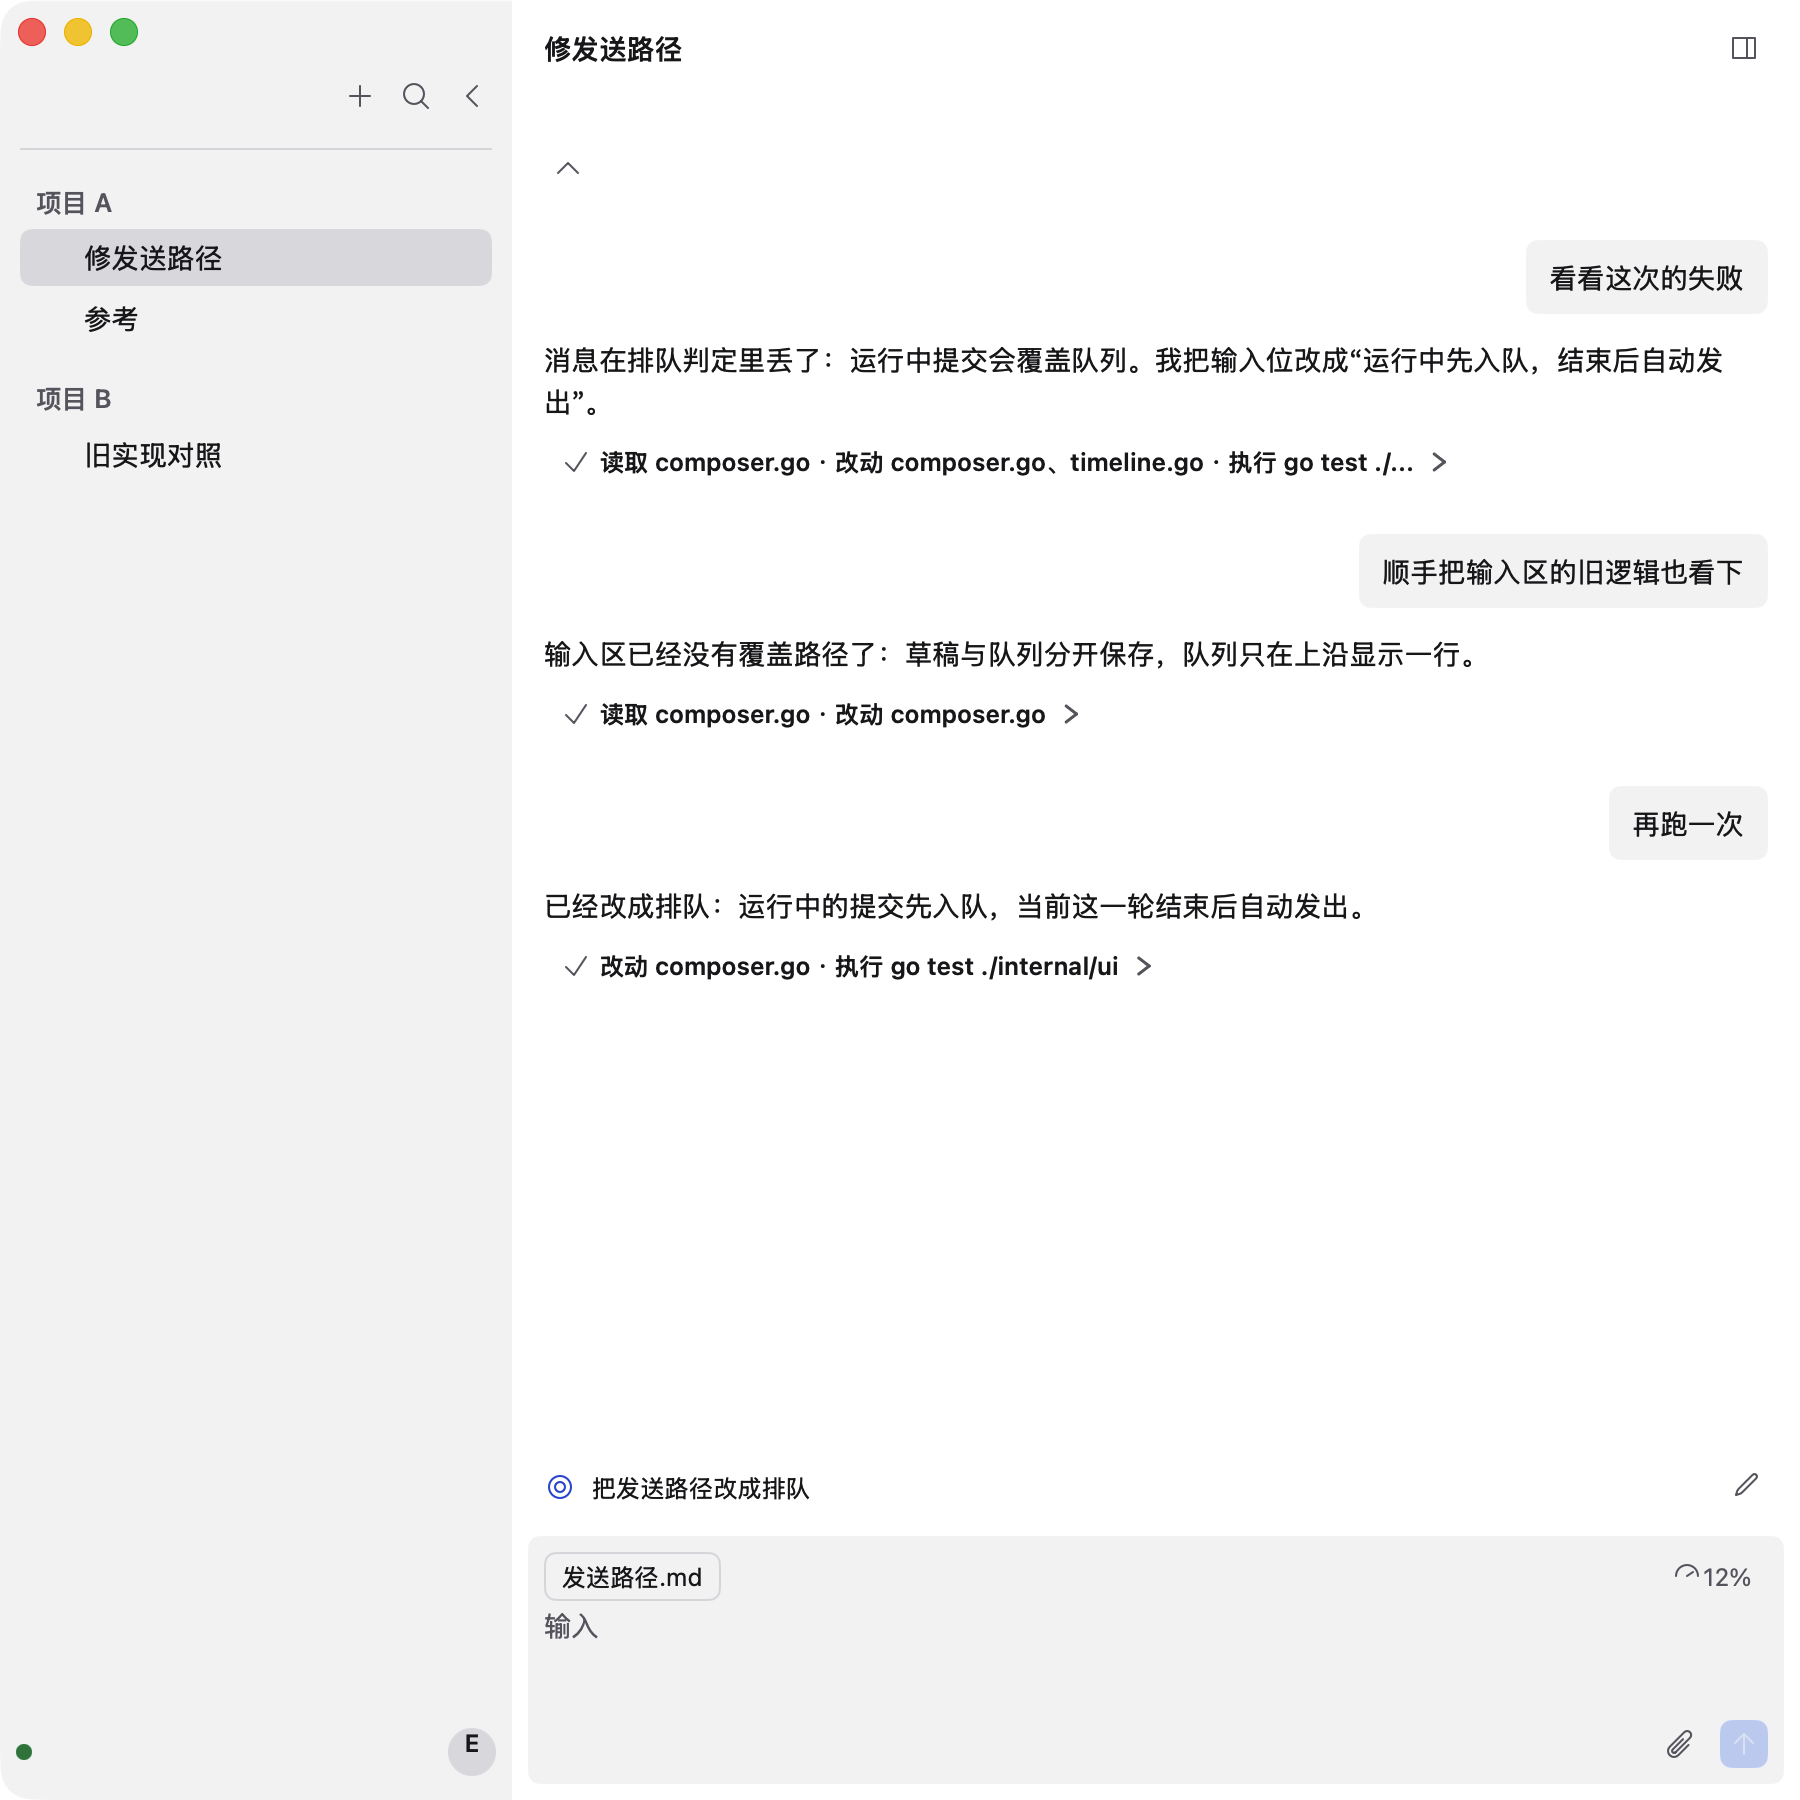 修发送路径
项目 A
修发送路径
参考
项目 B
旧实现对照
看看这次的失败
消息在排队判定里丢了：运行中提交会覆盖队列。我把输入位改成“运行中先入队，结束后自动发
出”。
读取 composer.go · 改动 composer.go、timeline.go · 执行 go test ./...
顺手把输入区的旧逻辑也看下
输入区已经没有覆盖路径了：草稿与队列分开保存，队列只在上沿显示一行。
读取 composer.go · 改动 composer.go
再跑一次
已经改成排队：运行中的提交先入队，当前这一轮结束后自动发出。
改动 composer.go · 执行 go test ./internal/ui
把发送路径改成排队
发送路径.md
12%
输入
E